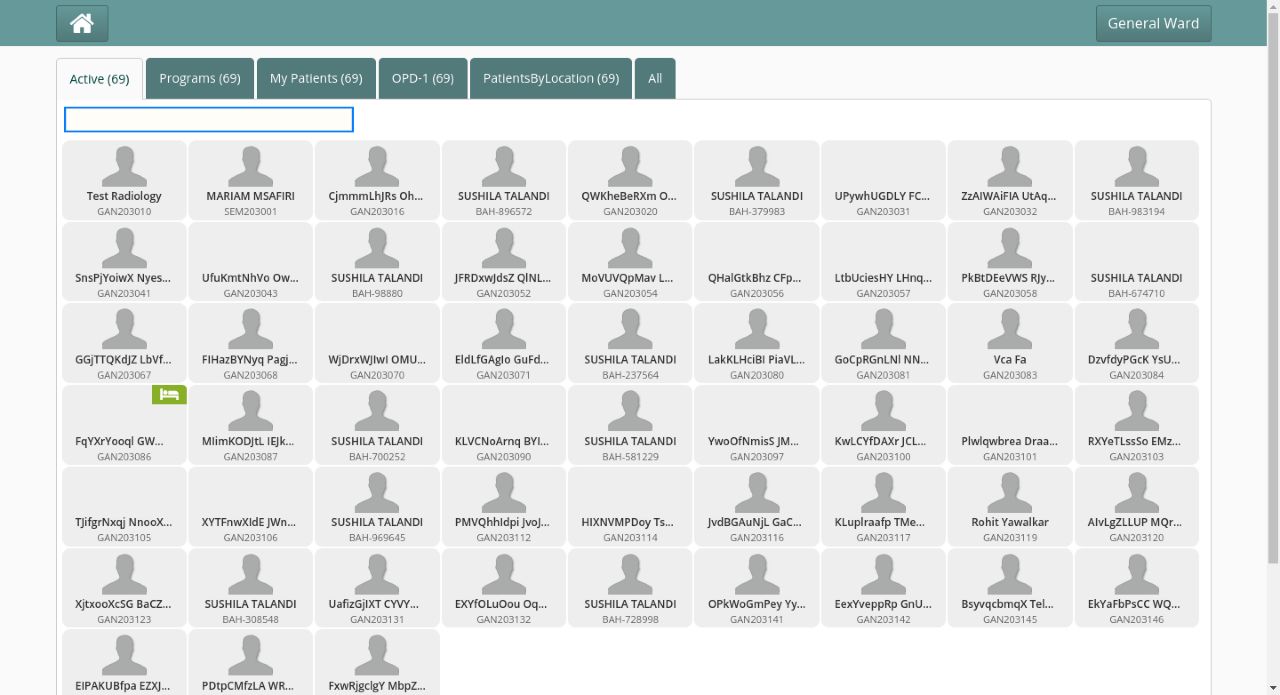 General Ward
Active (69)
Programs (69)
My Patients (69)
OPD-1 (69)
PatientsByLocation (69)
All
Test Radiology
GAN203010
MARIAM MSAFIRI
SEM203001
CjmmmLhJRs Oh...
GAN203016
SUSHILA TALANDI
BAH-896572
QWKheBeRXm O...
GAN203020
SUSHILA TALANDI
BAH-379983
UPywhUGDLY FC...
GAN203031
ZzAIWAiFIA UtAq...
GAN203032
SUSHILA TALANDI
BAH-983194
SnsPjYoiwX Nyes...
GAN203041
UfuKmtNhVo Ow...
GAN203043
SUSHILA TALANDI
BAH-98880
JFRDxwJdsZ QlNL...
GAN203052
MoVUVQpMav L...
GAN203054
QHalGtkBhz CFp...
GAN203056
LtbUciesHY LHnq...
GAN203057
PkBtDEeVWS RJy...
GAN203058
SUSHILA TALANDI
BAH-674710
GGjTTQKdJZ LbVf...
GAN203067
FIHazBYNyq Pagj...
GAN203068
WjDrxWJIwI OMU...
GAN203070
EldLfGAgIo GuFd...
GAN203071
SUSHILA TALANDI
BAH-237564
LakKLHciBI PiaVL...
GAN203080
GoCpRGnLNl NN...
GAN203081
Vca Fa
GAN203083
DzvfdyPGcK YsU...
GAN203084
FqYXrYooql GW...
GAN203086
MIimKODJtL IEJk...
GAN203087
SUSHILA TALANDI
BAH-700252
KLVCNoArnq BYI...
GAN203090
SUSHILA TALANDI
BAH-581229
YwoOfNmisS JM...
GAN203097
KwLCYfDAXr JCL...
GAN203100
Plwlqwbrea Draa...
GAN203101
RXYeTLssSo EMz...
GAN203103
TJifgrNxqj NnooX...
GAN203105
XYTFnwXIdE JWn...
GAN203106
SUSHILA TALANDI
BAH-969645
PMVQhhIdpi JvoJ...
GAN203112
HIXNVMPDoy Ts...
GAN203114
JvdBGAuNjL GaC...
GAN203116
KLuplraafp TMe...
GAN203117
Rohit Yawalkar
GAN203119
AIvLgZLLUP MQr...
GAN203120
XjtxooXcSG BaCZ...
GAN203123
SUSHILA TALANDI
BAH-308548
UafizGjIXT CYVY...
GAN203131
EXYfOLuOou Oq...
GAN203132
SUSHILA TALANDI
BAH-728998
OPkWoGmPey Yy...
GAN203141
EexYveppRp GnU...
GAN203142
BsyvqcbmqX Tel...
GAN203145
EkYaFbPsCC WQ...
GAN203146
EIPAKUBfpa EZXJ...
PDtpCMfzLA WR...
FxwRjgclgY MbpZ...